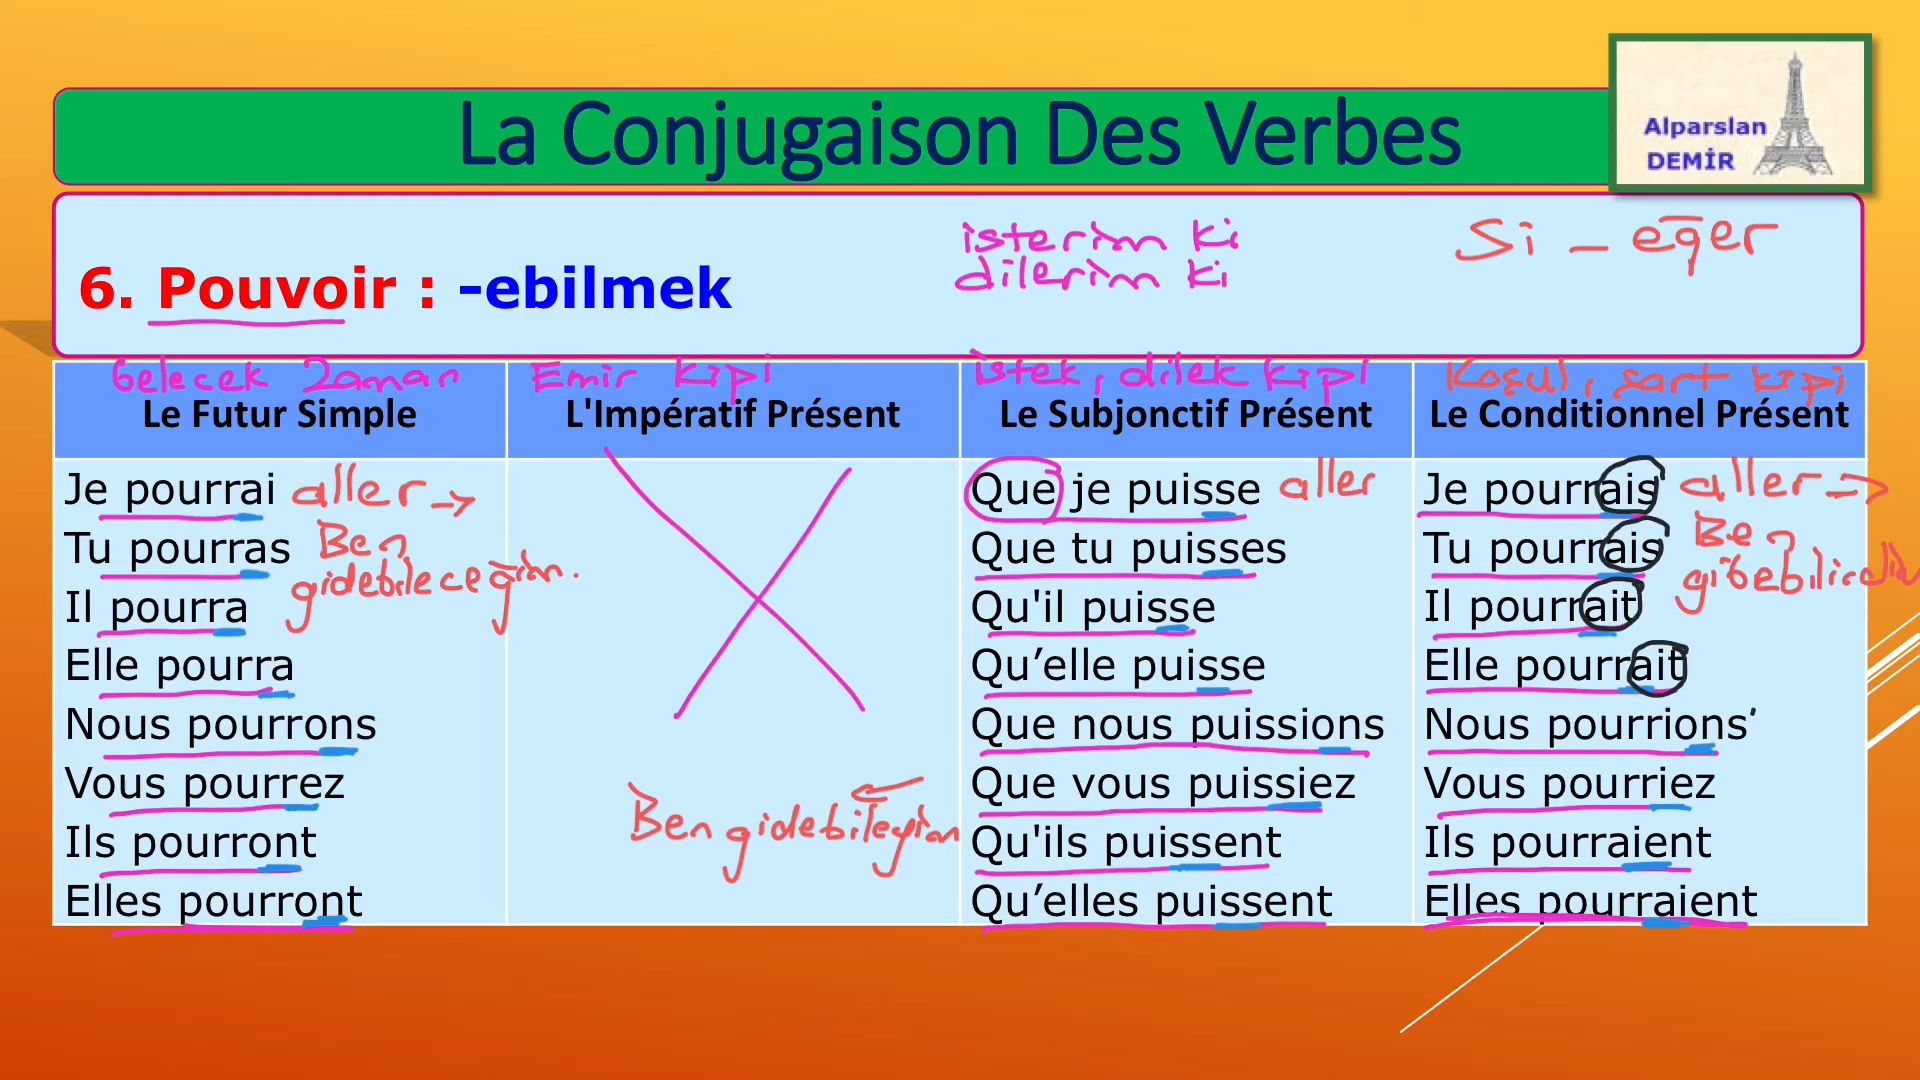 La Conjugaison Des Verbes
Alparslan
DEMİR
isterim ki
dilerim ki
Si - eğer
6. Pouvoir : -ebilmek
Gelecek Zaman
Emir kipi
istek, dilek kipi
Koşul, şart kipi
Le Futur Simple
L'Impératif Présent
Le Subjonctif Présent
Le Conditionnel Présent
Je pourrai
aller →
Tu pourras
Ben
gidebileceğim.
Il pourra
Elle pourra
Nous pourrons
Vous pourrez
Ils pourront
Elles pourront
Ben gidebileyim
Que je puisse
aller
Que tu puisses
Qu'il puisse
Qu’elle puisse
Que nous puissions
Que vous puissiez
Qu'ils puissent
Qu’elles puissent
Je pourrais
aller →
Tu pourrais
Ben
Il pourrait
Elle pourrait
Nous pourrions
Vous pourriez
Ils pourraient
Elles pourraient